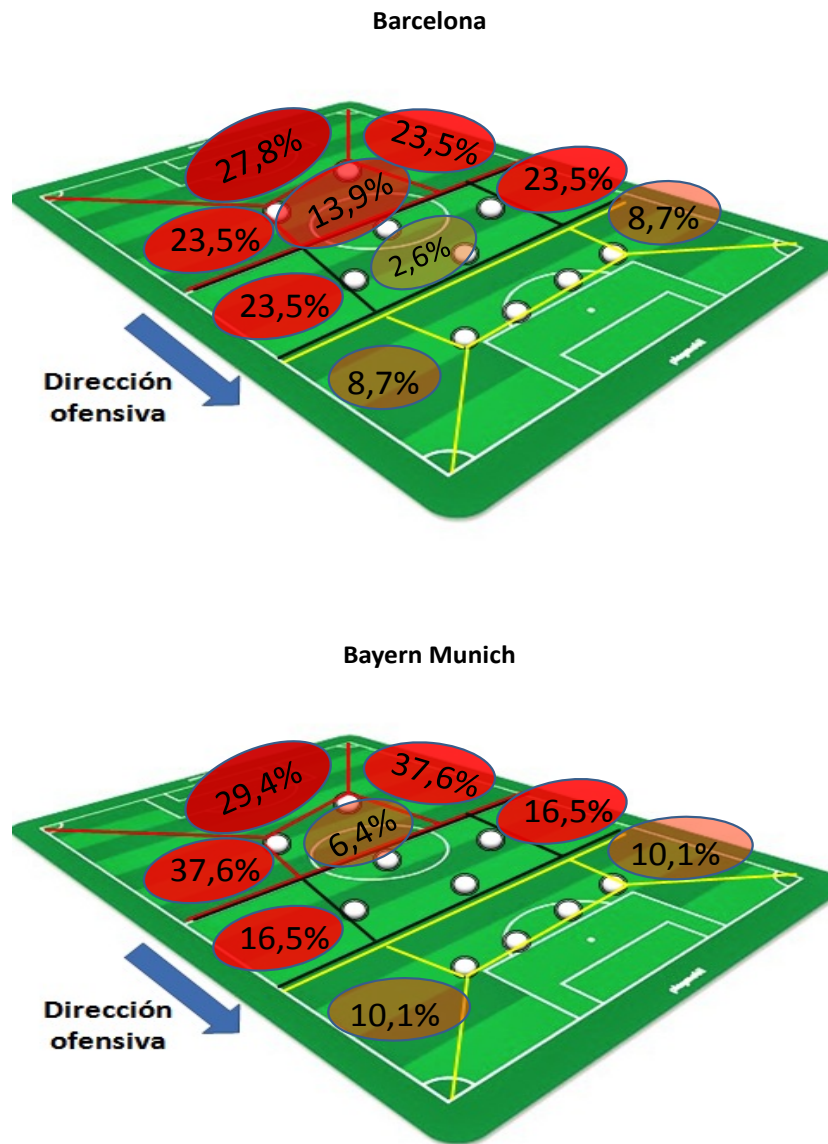 Barcelona
27,8%
23,5%
23,5%
13,9%
8,7%
23,5%
2,6%
23,5%
8,7%
Dirección
ofensiva
Bayern Munich
29,4%
37,6%
16,5%
6,4%
10,1%
37,6%
16,5%
10,1%
Dirección
ofensiva